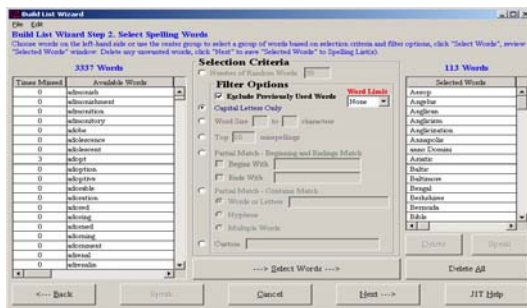 Build List Wizard
File Edit
Build List Wizard Step 2. Select Spelling Words
Choose words on the left-hand side or use the center group to select a group of words based on selection criteria and filter options, click "Select Words", review
"Selected Words" window: Delete any unwanted words, click "Next" to save "Selected Words" to Spelling List(s).
3337 Words
Times Missed Available Words
0 admonish
0 admonishment
0 admonition
0 admonitory
0 adobe
0 adolescence
0 adolescent
3 adopt
0 adoption
0 adoptive
0 adorable
0 adoration
0 adored
0 adoring
0 adorned
0 adorning
0 adornment
0 adrenal
0 adrenalin
Selection Criteria
Number of Random Words
Filter Options
Exclude Previously Used Words
Word Limit
None
Capital Letters Only
Word line to characters
Top misspellings
Partial Match - Beginning and Endings Match
Begins With
Ends With
Partial Match - Contains Match
Words or Letters
Hyphens
Multiple Words
Custom
---> Select Words --->
113 Words
Selected Words
Aesop
Angelus
Anglican
Anglicism
Anglicization
Annapolis
anno Domini
Asiatic
Baltic
Baltimore
Bengal
Berkshires
Bermuda
Bible
Delete Speak
Delete All
<--- Back Speak Cancel Next ---> JIT Help